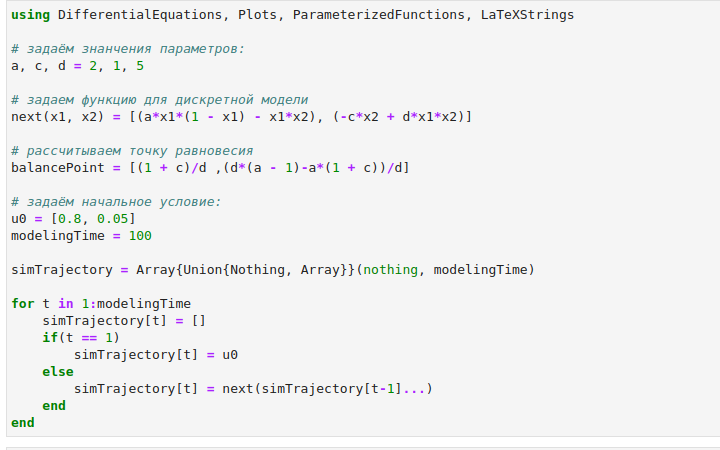 using DifferentialEquations, Plots, ParameterizedFunctions, LaTeXStrings
# задаём знанчения параметров:
a, c, d = 2, 1, 5
# задаем функцию для дискретной модели
next(x1, x2) = [(a*x1*(1 - x1) - x1*x2), (-c*x2 + d*x1*x2)]
# рассчитываем точку равновесия
balancePoint = [(1 + c)/d ,(d*(a - 1)-a*(1 + c))/d]
# задаём начальное условие:
u0 = [0.8, 0.05]
modelingTime = 100
simTrajectory = Array{Union{Nothing, Array}}(nothing, modelingTime)
for t in 1:modelingTime
    simTrajectory[t] = []
    if(t == 1)
        simTrajectory[t] = u0
    else
        simTrajectory[t] = next(simTrajectory[t-1]...)
    end
end